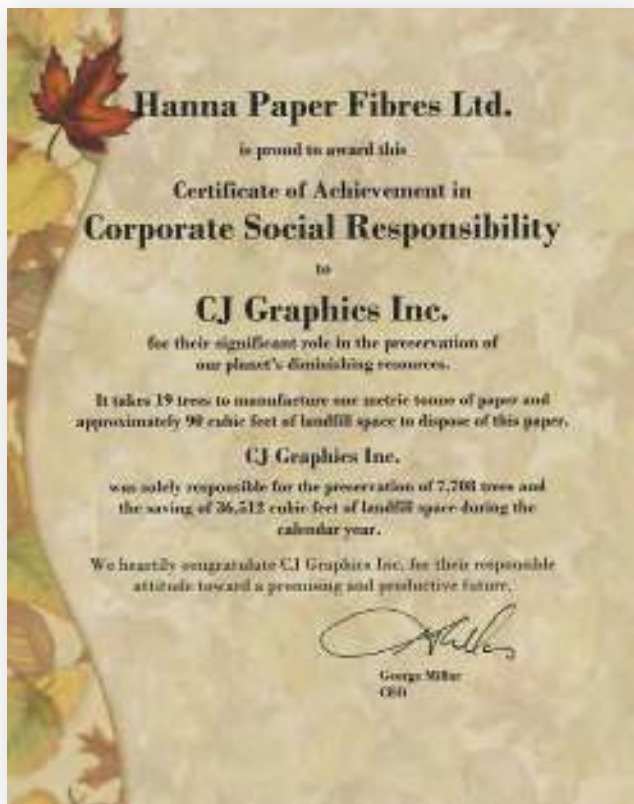 Hanna Paper Fibres Ltd.
is proud to award this
Certificate of Achievement in
Corporate Social Responsibility
to
CJ Graphics Inc.
for their significant role in the preservation of
our planet's diminishing resources.
It takes 19 trees to manufacture one metric tonne of paper and
approximately 90 cubic feet of landfill space to dispose of this paper.
CJ Graphics Inc.
was solely responsible for the preservation of 7,708 trees and
the saving of 36,512 cubic feet of landfill space during the
calendar year.
We heartily congratulate CJ Graphics Inc. for their responsible
attitude toward a promising and productive future.
George Millar
CEO